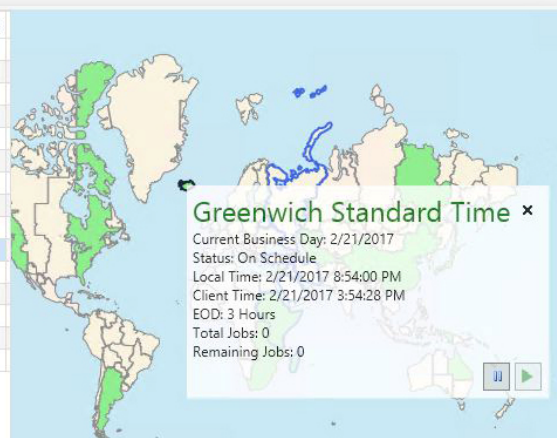 Greenwich Standard Time ×
Current Business Day: 2/21/2017
Status: On Schedule
Local Time: 2/21/2017 8:54:00 PM
Client Time: 2/21/2017 3:54:28 PM
EOD: 3 Hours
Total Jobs: 0
Remaining Jobs: 0